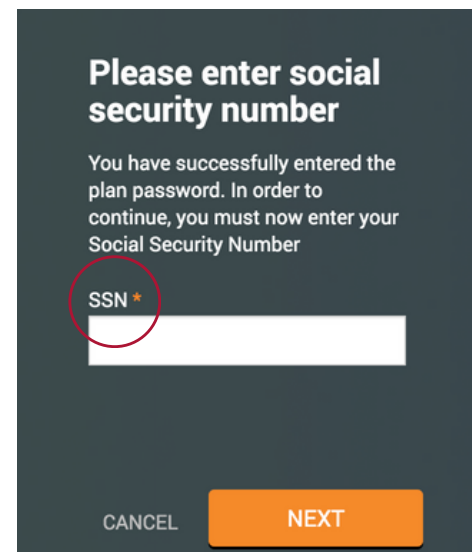 Please enter social
security number
You have successfully entered the
plan password. In order to
continue, you must now enter your
Social Security Number
SSN *
CANCEL
NEXT